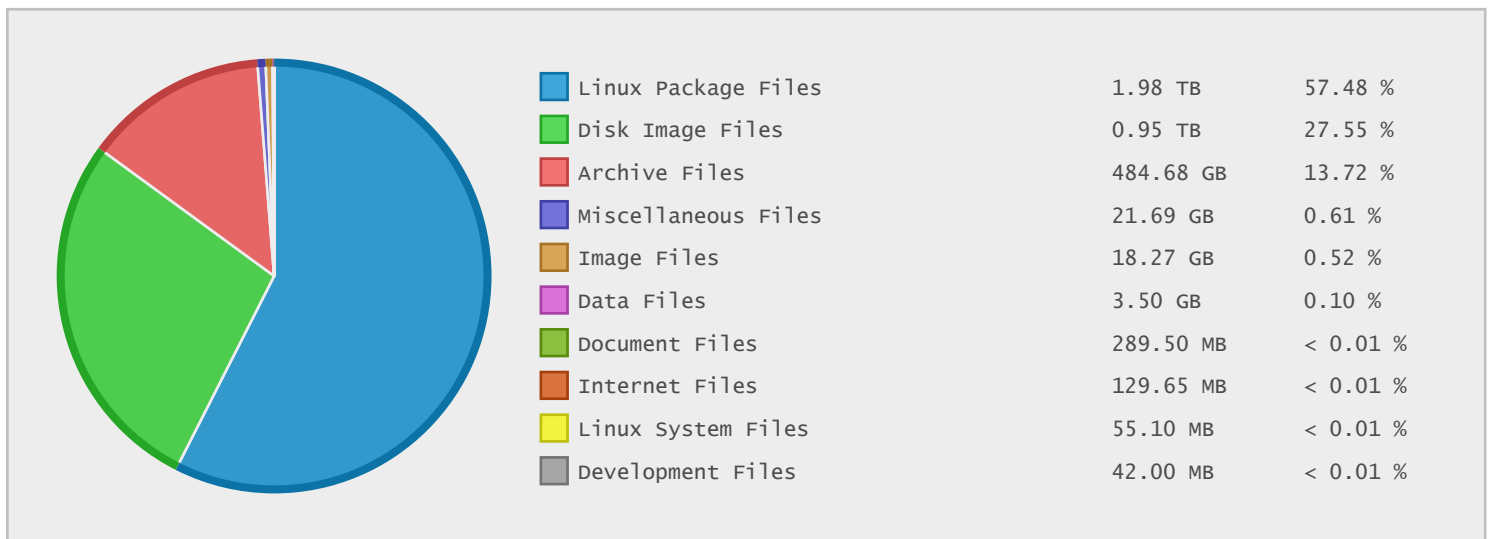 Linux Package Files 1.98 TB 57.48 %
Disk Image Files 0.95 TB 27.55 %
Archive Files 484.68 GB 13.72 %
Miscellaneous Files 21.69 GB 0.61 %
Image Files 18.27 GB 0.52 %
Data Files 3.50 GB 0.10 %
Document Files 289.50 MB < 0.01 %
Internet Files 129.65 MB < 0.01 %
Linux System Files 55.10 MB < 0.01 %
Development Files 42.00 MB < 0.01 %